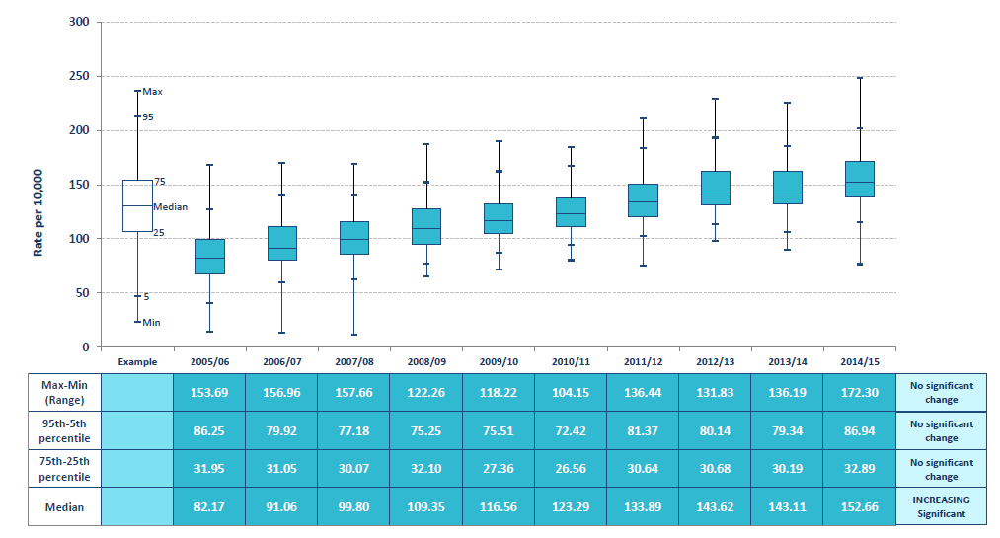 300
250
200
150
100
50
0
Rate per 10,000
Max
95
75
Median
25
5
Min
Example 2005/06 2006/07 2007/08 2008/09 2009/10 2010/11 2011/12 2012/13 2013/14 2014/15
Max-Min
(Range)
153.69 156.96 157.66 122.26 118.22 104.15 136.44 131.83 136.19 172.30
No significant
change
95th-5th
percentile
86.25 79.92 77.18 75.25 75.51 72.42 81.37 80.14 79.34 86.94
No significant
change
75th-25th
percentile
31.95 31.05 30.07 32.10 27.36 26.56 30.64 30.68 30.19 32.89
No significant
change
Median
82.17 91.06 99.80 109.35 116.56 123.29 133.89 143.62 143.11 152.66
INCREASING
Significant